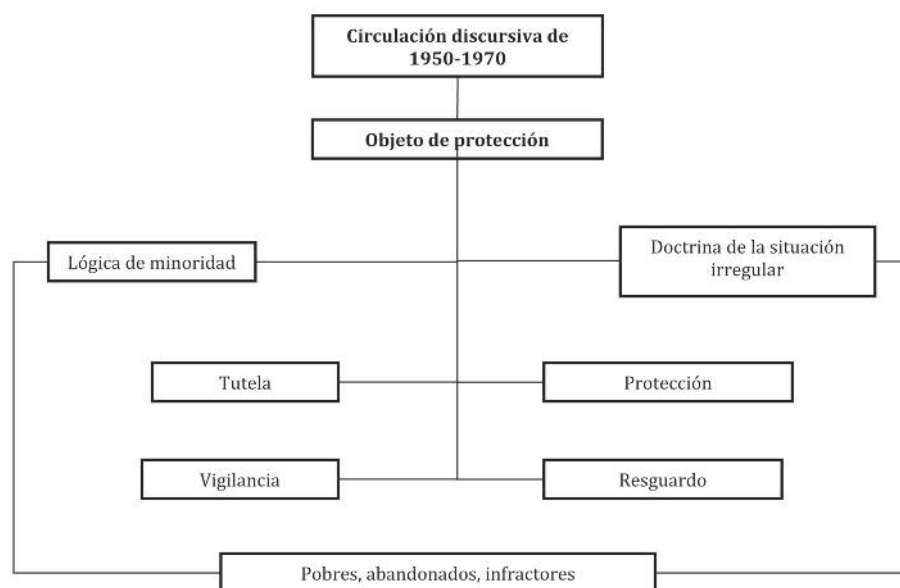 Circulación discursiva de
1950-1970
Objeto de protección
Lógica de minoridad
Doctrina de la situación
irregular
Tutela
Protección
Vigilancia
Resguardo
Pobres, abandonados, infractores